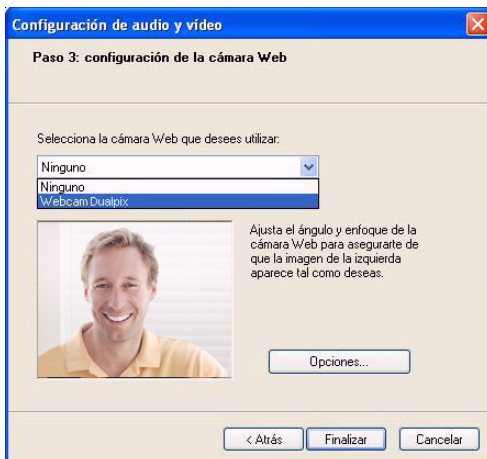 Configuración de audio y vídeo
Paso 3: configuración de la cámara Web
Selecciona la cámara Web que desees utilizar:
Ninguno
Ninguno
Webcam Dualpix
Ajusta el ángulo y enfoque de la
cámara Web para asegurarte de
que la imagen de la izquierda
aparece tal como deseas.
Opciones...
< Atrás
Finalizar
Cancelar